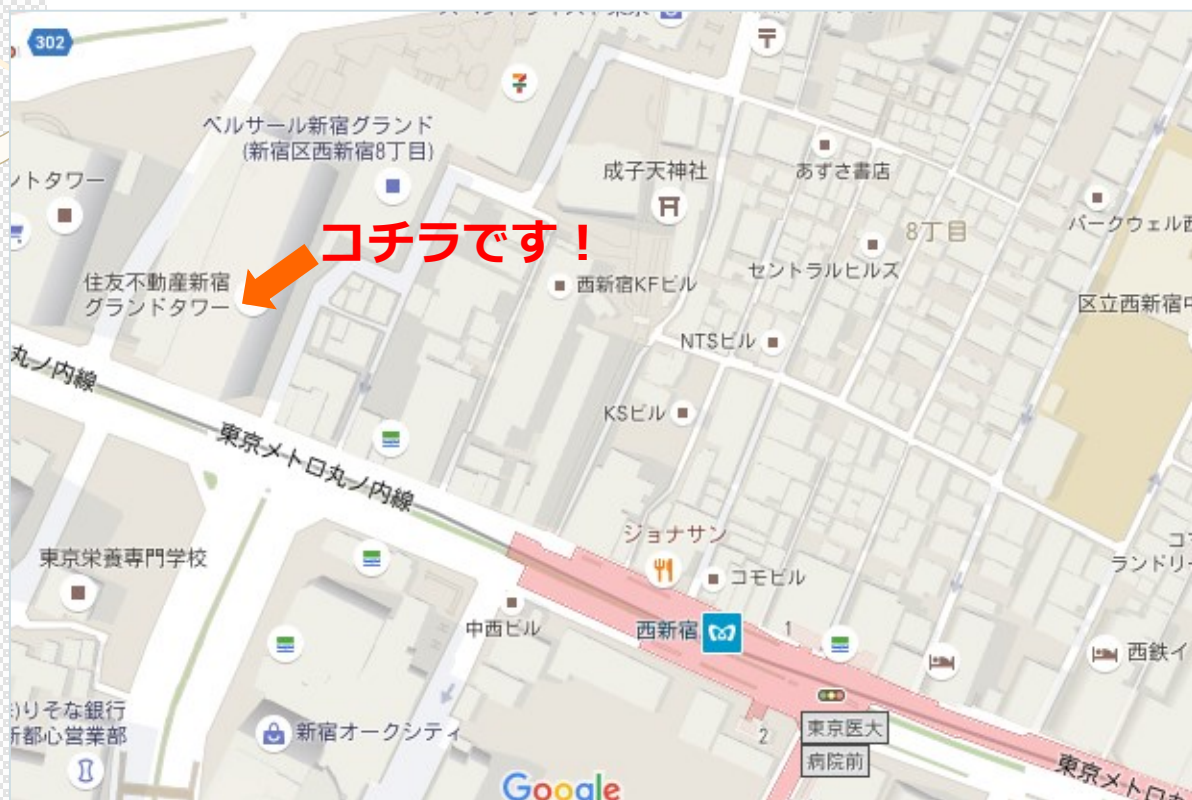 302
〒
ベルサール新宿グランド
(新宿区西新宿8丁目)
ントタワー
成子天神社
あずさ書店
コチラです！
8丁目
パークウェル西
住友不動産新宿
グランドタワー
西新宿KFビル
セントラルヒルズ
区立西新宿中
NTSビル
丸ノ内線
KSビル
東京メトロ丸ノ内線
ジョナサン
東京栄養専門学校
コモビル
ランドリー
中西ビル
西新宿
1
西鉄イ
りそな銀行
新都心営業部
新宿オークシティ
2
東京医大
病院前
東京メトロ丸
Google